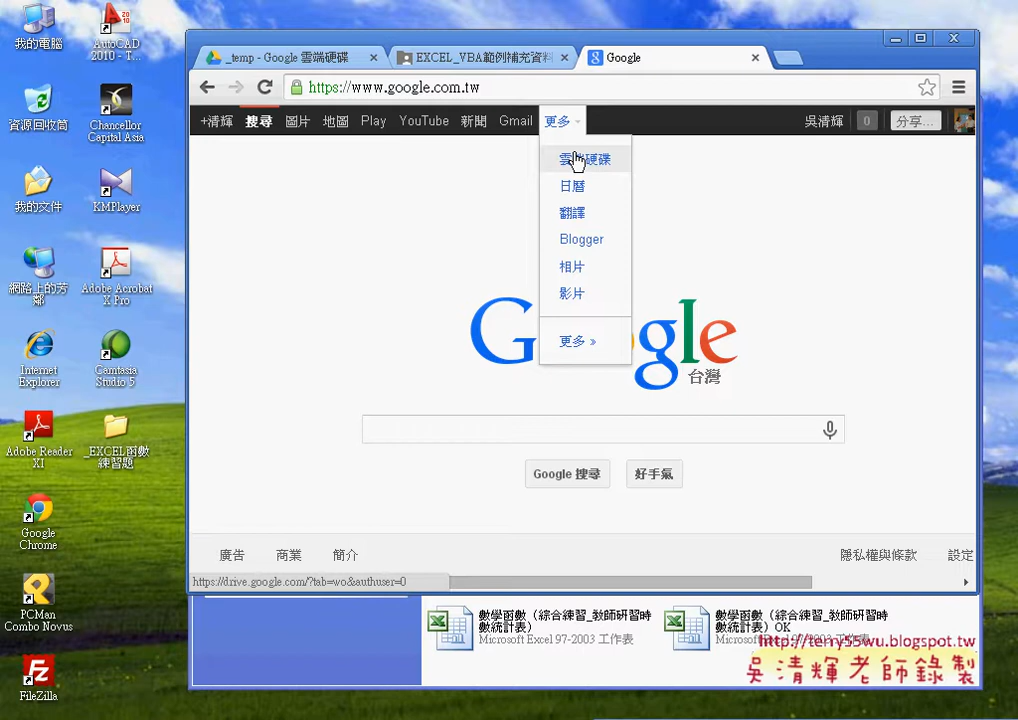 我的電腦
AutoCAD
2010 - T...
資源回收筒
Chancellor
Capital Asia
我的文件
KMPlayer
網路上的芳
鄰
Adobe Acrobat
X Pro
Internet
Explorer
Camtasia
Studio 5
Adobe Reader
XI
_EXCEL函數
練習題
Google
Chrome
PCMan
Combo Novus
FileZilla
_temp - Google 雲端硬碟
EXCEL_VBA範例補充資料
Google
https://www.google.com.tw
+清輝 搜尋 圖片 地圖 Play YouTube 新聞 Gmail 更多
吳清輝 0 分享...
雲端硬碟
日曆
翻譯
Blogger
相片
影片
更多 »
Google
台灣
Google 搜尋 好手氣
廣告 商業 簡介 隱私權與條款 設定
https://drive.google.com/?tab=wo&authuser=0
數學函數（綜合練習_教師研習時
數統計表）
Microsoft Excel 97-2003 工作表
數學函數（綜合練習_教師研習時
數統計表）OK
http://terry55wu.blogspot.tw
吳清輝老師錄製